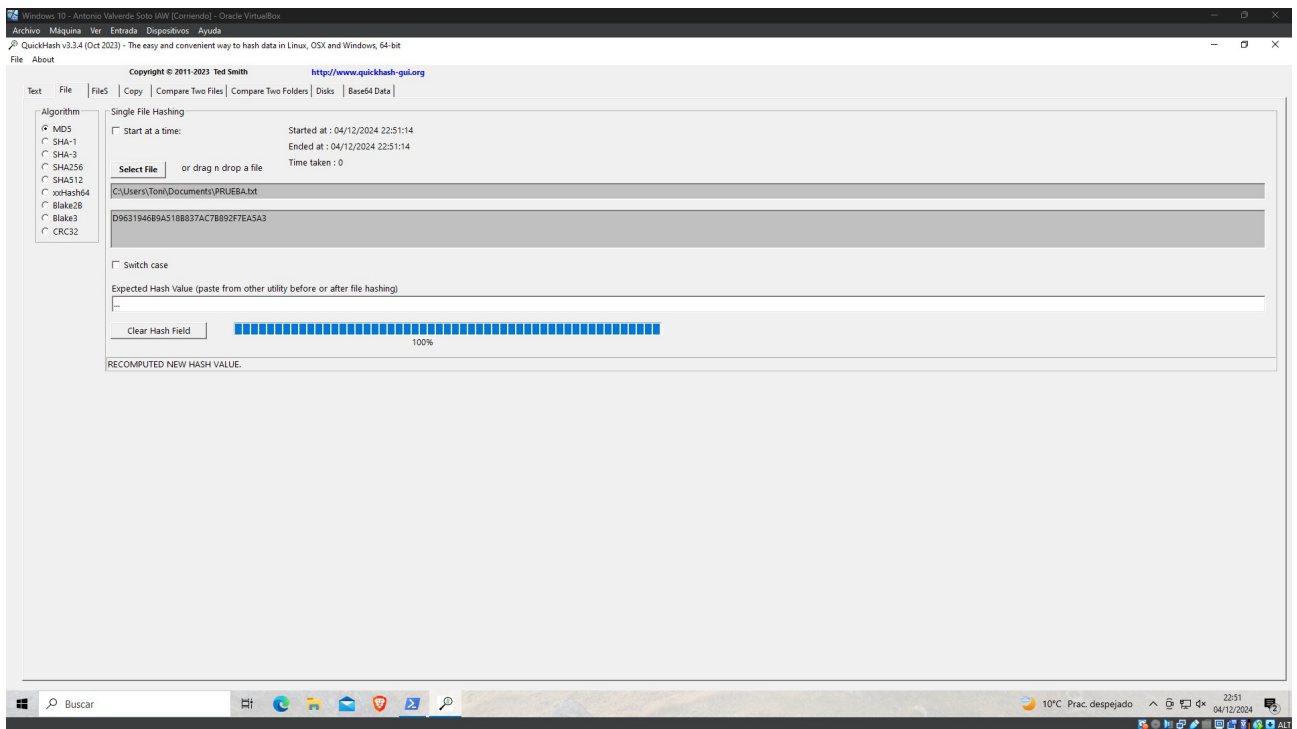 Windows 10 - Antonio Valverde Soto IAW [Corriendo] - Oracle VirtualBox
Archivo Máquina Ver Entrada Dispositivos Ayuda
QuickHash v3.3.4 (Oct 2023) - The easy and convenient way to hash data in Linux, OSX and Windows, 64-bit
File About
Copyright © 2011-2023 Ted Smith http://www.quickhash-gui.org
Text File FileS Copy Compare Two Files Compare Two Folders Disks Base64 Data
Algorithm
MD5
SHA-1
SHA-3
SHA256
SHA512
xxHash64
Blake2B
Blake3
CRC32
Single File Hashing
Start at a time: Started at : 04/12/2024 22:51:14
Ended at : 04/12/2024 22:51:14
Select File or drag n drop a file Time taken : 0
C:\Users\Toni\Documents\PRUEBA.txt
D9631946B9A518B837AC7B892F7EA5A3
Switch case
Expected Hash Value (paste from other utility before or after file hashing)
...
Clear Hash Field
100%
RECOMPUTED NEW HASH VALUE.
Buscar 10°C Prac. despejado 22:51
04/12/2024 2
ALT